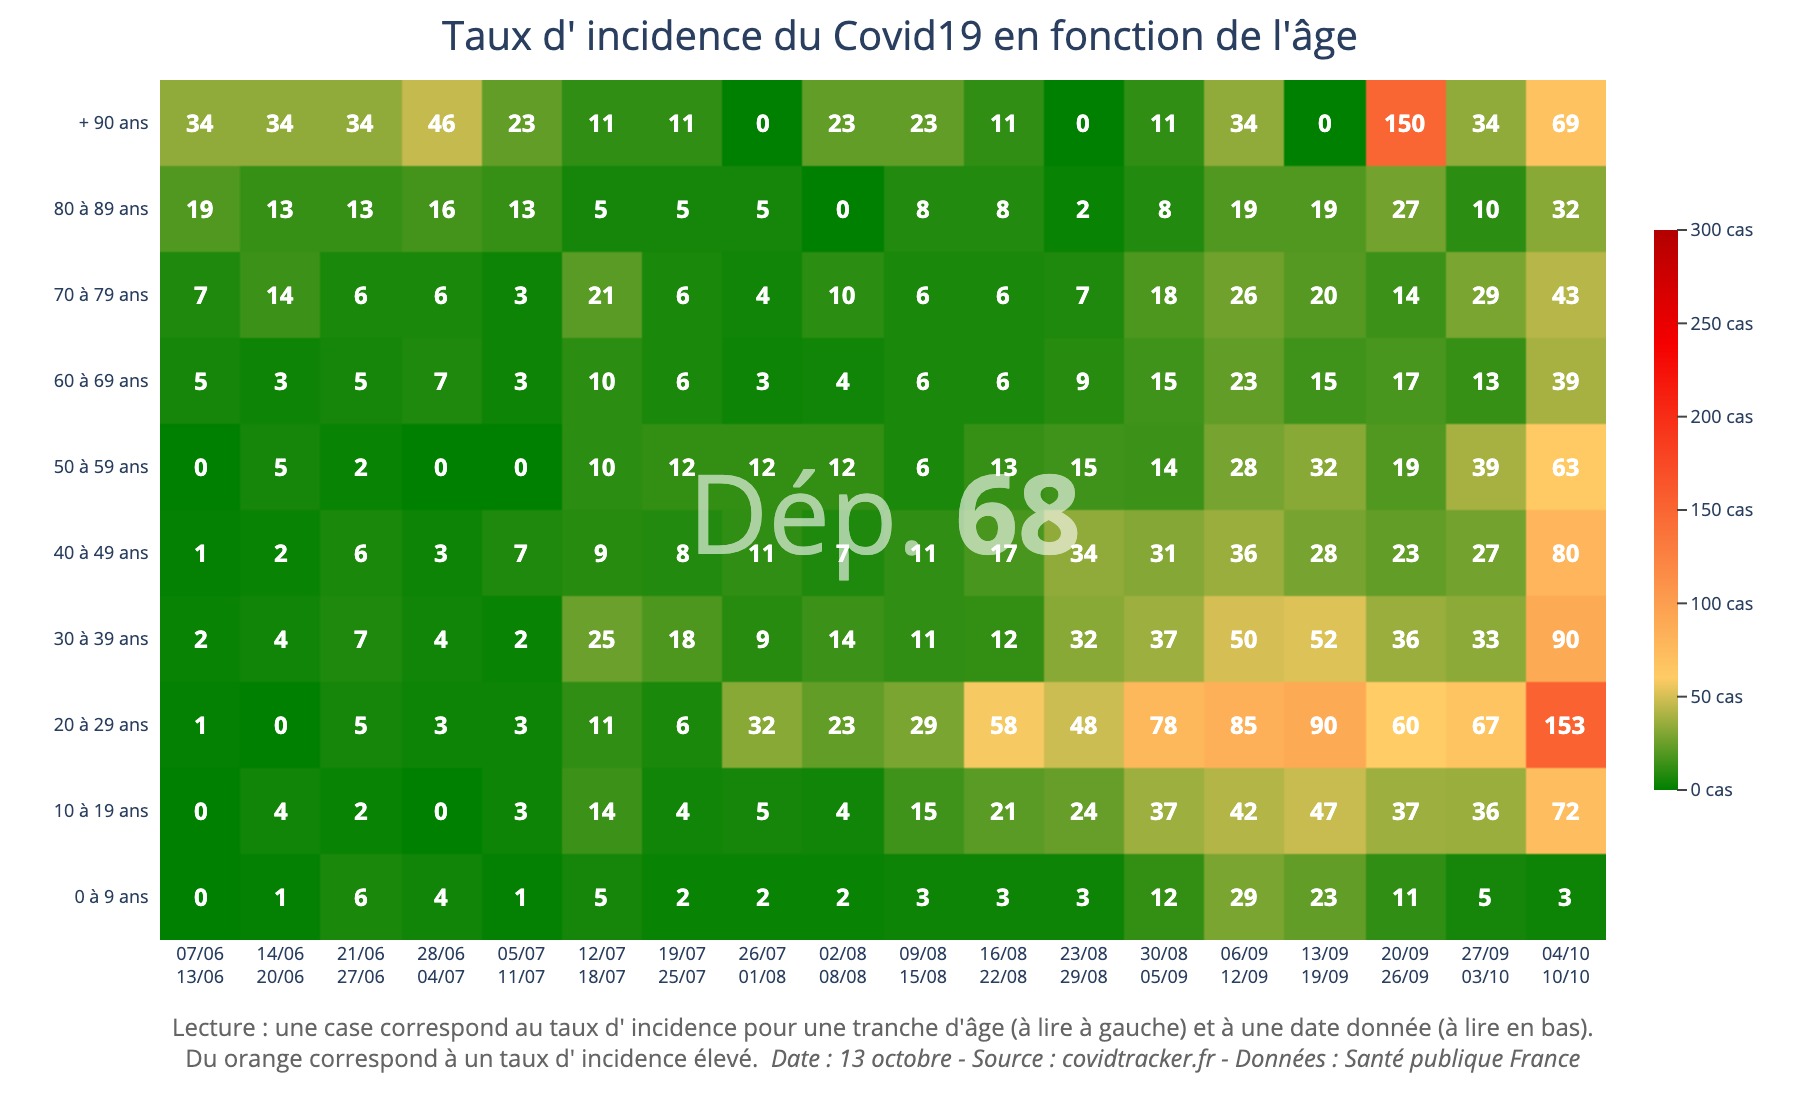 Taux d' incidence du Covid19 en fonction de l'âge
+ 90 ans 34 34 34 46 23 11 11 0 23 23 11 0 11 34 0 150 34 69
80 à 89 ans 19 13 13 16 13 5 5 5 0 8 8 2 8 19 19 27 10 32
70 à 79 ans 7 14 6 6 3 21 6 4 10 6 6 7 18 26 20 14 29 43
60 à 69 ans 5 3 5 7 3 10 6 3 4 6 6 9 15 23 15 17 13 39
50 à 59 ans 0 5 2 0 0 10 12 12 12 6 13 15 14 28 32 19 39 63
Dép. 68
40 à 49 ans 1 2 6 3 7 9 8 11 7 11 17 34 31 36 28 23 27 80
30 à 39 ans 2 4 7 4 2 25 18 9 14 11 12 32 37 50 52 36 33 90
20 à 29 ans 1 0 5 3 3 11 6 32 23 29 58 48 78 85 90 60 67 153
10 à 19 ans 0 4 2 0 3 14 4 5 4 15 21 24 37 42 47 37 36 72
0 à 9 ans 0 1 6 4 1 5 2 2 2 3 3 3 12 29 23 11 5 3
07/06 14/06 21/06 28/06 05/07 12/07 19/07 26/07 02/08 09/08 16/08 23/08 30/08 06/09 13/09 20/09 27/09 04/10
13/06 20/06 27/06 04/07 11/07 18/07 25/07 01/08 08/08 15/08 22/08 29/08 05/09 12/09 19/09 26/09 03/10 10/10
300 cas
250 cas
200 cas
150 cas
100 cas
50 cas
0 cas
Lecture : une case correspond au taux d' incidence pour une tranche d'âge (à lire à gauche) et à une date donnée (à lire en bas).
Du orange correspond à un taux d' incidence élevé. Date : 13 octobre - Source : covidtracker.fr - Données : Santé publique France